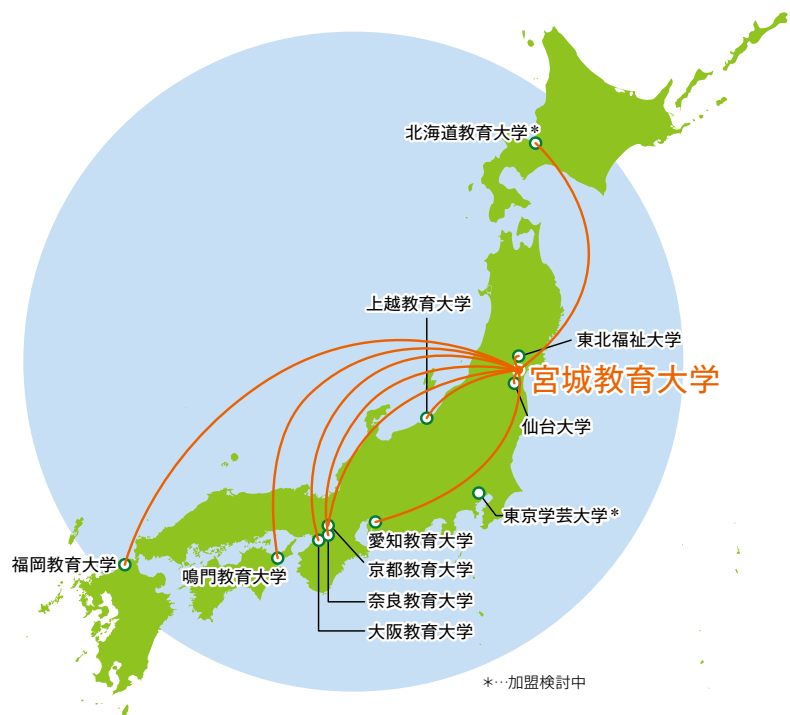 北海道教育大学*
上越教育大学
東北福祉大学
宮城教育大学
仙台大学
東京学芸大学*
愛知教育大学
福岡教育大学
京都教育大学
鳴門教育大学
奈良教育大学
大阪教育大学
*…加盟検討中